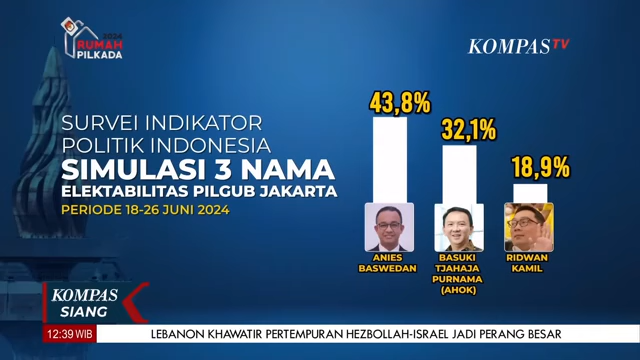 2024
RUMAH
PILKADA
KOMPASTV
SURVEI INDIKATOR
POLITIK INDONESIA
SIMULASI 3 NAMA
ELEKTABILITAS PILGUB JAKARTA
PERIODE 18-26 JUNI 2024
43,8%
32,1%
18,9%
ANIES
BASWEDAN
BASUKI
TJAHAJA
PURNAMA
(AHOK)
RIDWAN
KAMIL
KOMPAS
SIANG
12:39 WIB
LEBANON KHAWATIR PERTEMPURAN HEZBOLLAH-ISRAEL JADI PERANG BESAR